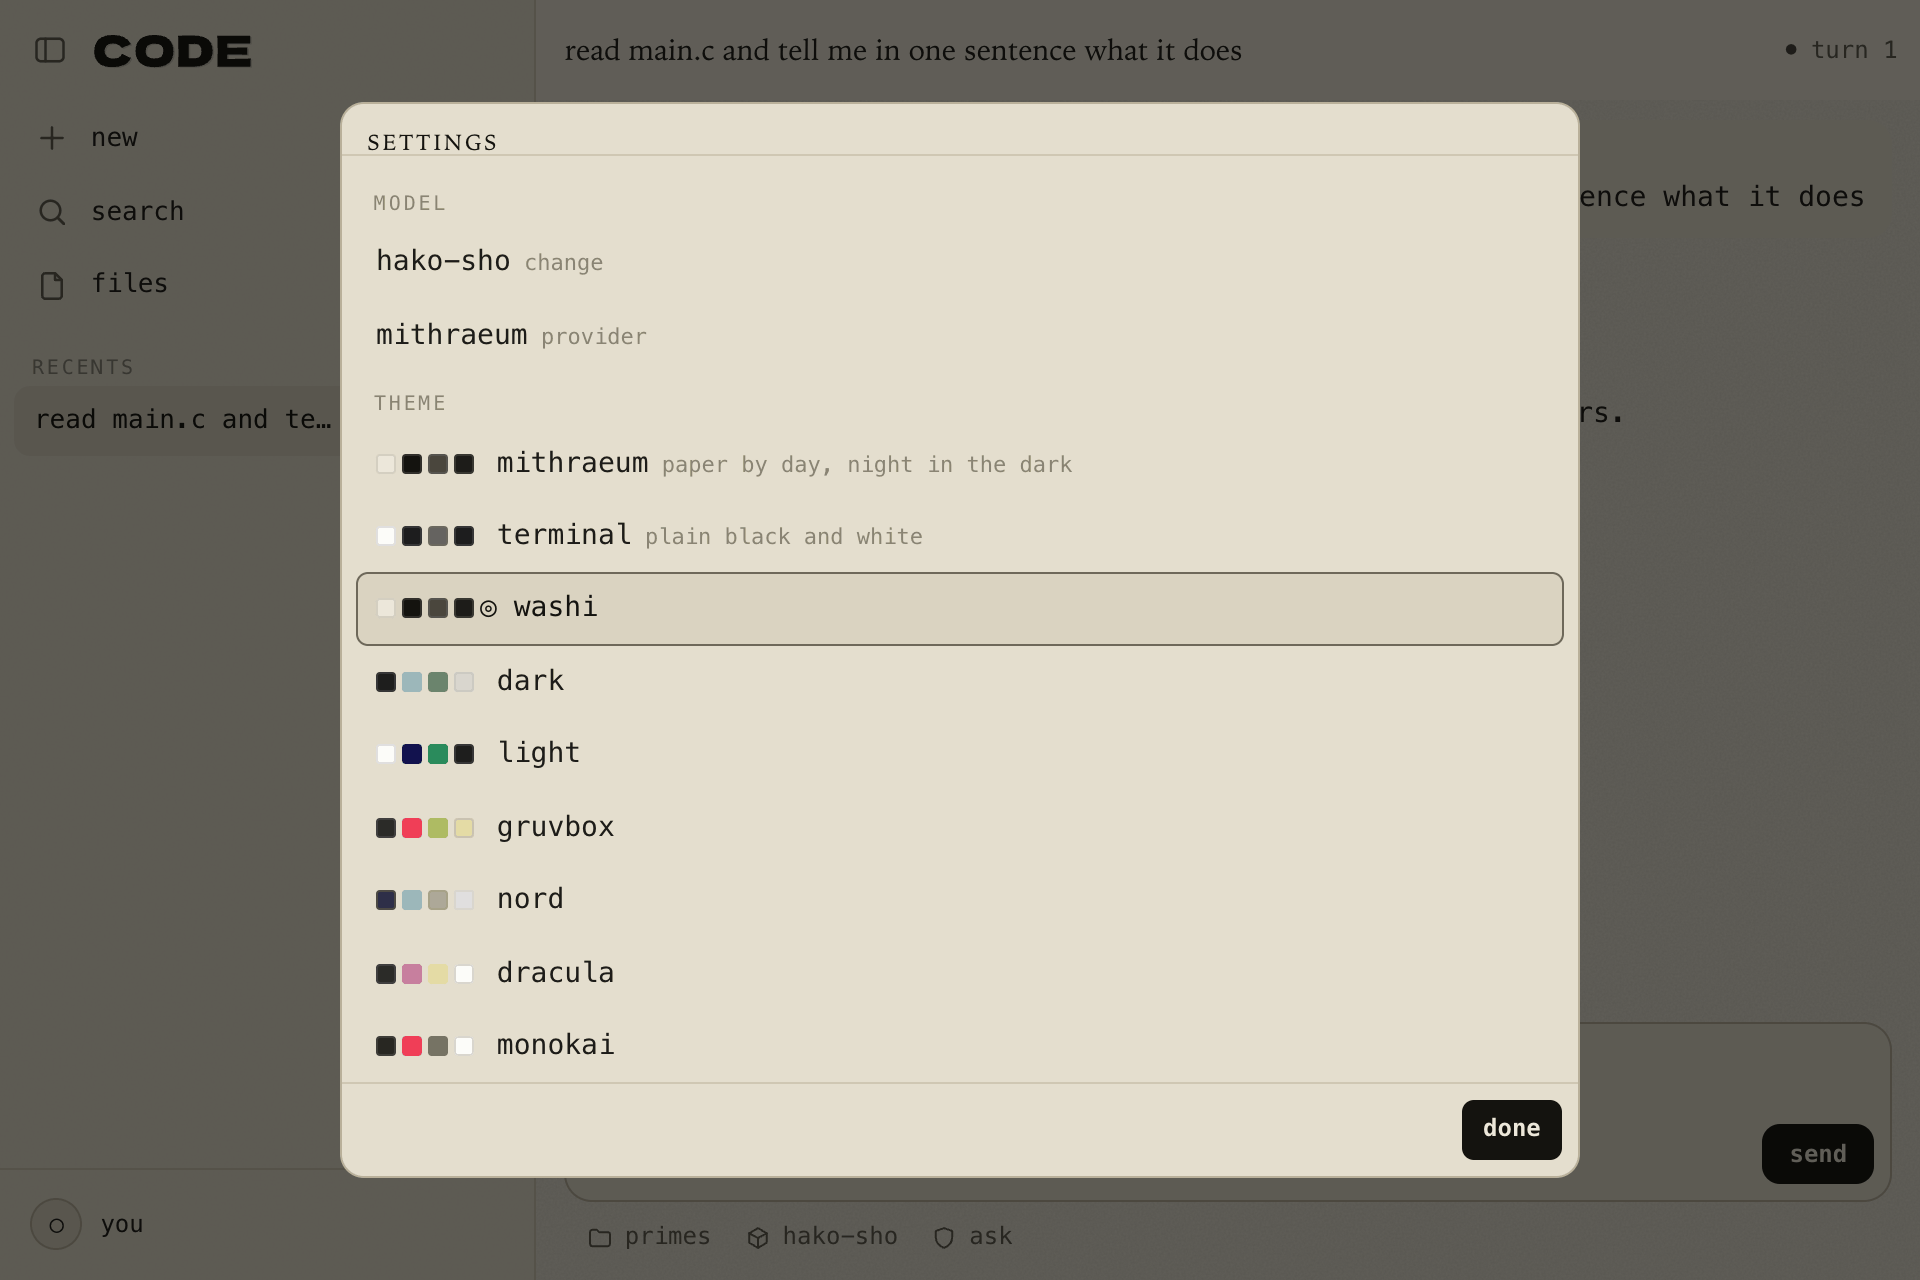 CODE
new
search
files
RECENTS
read main.c and te…
you
read main.c and tell me in one sentence what it does
turn 1
ence what it does
rs.
SETTINGS
MODEL
hako-sho change
mithraeum provider
THEME
mithraeum paper by day, night in the dark
terminal plain black and white
◎ washi
dark
light
gruvbox
nord
dracula
monokai
done
send
primes hako-sho ask